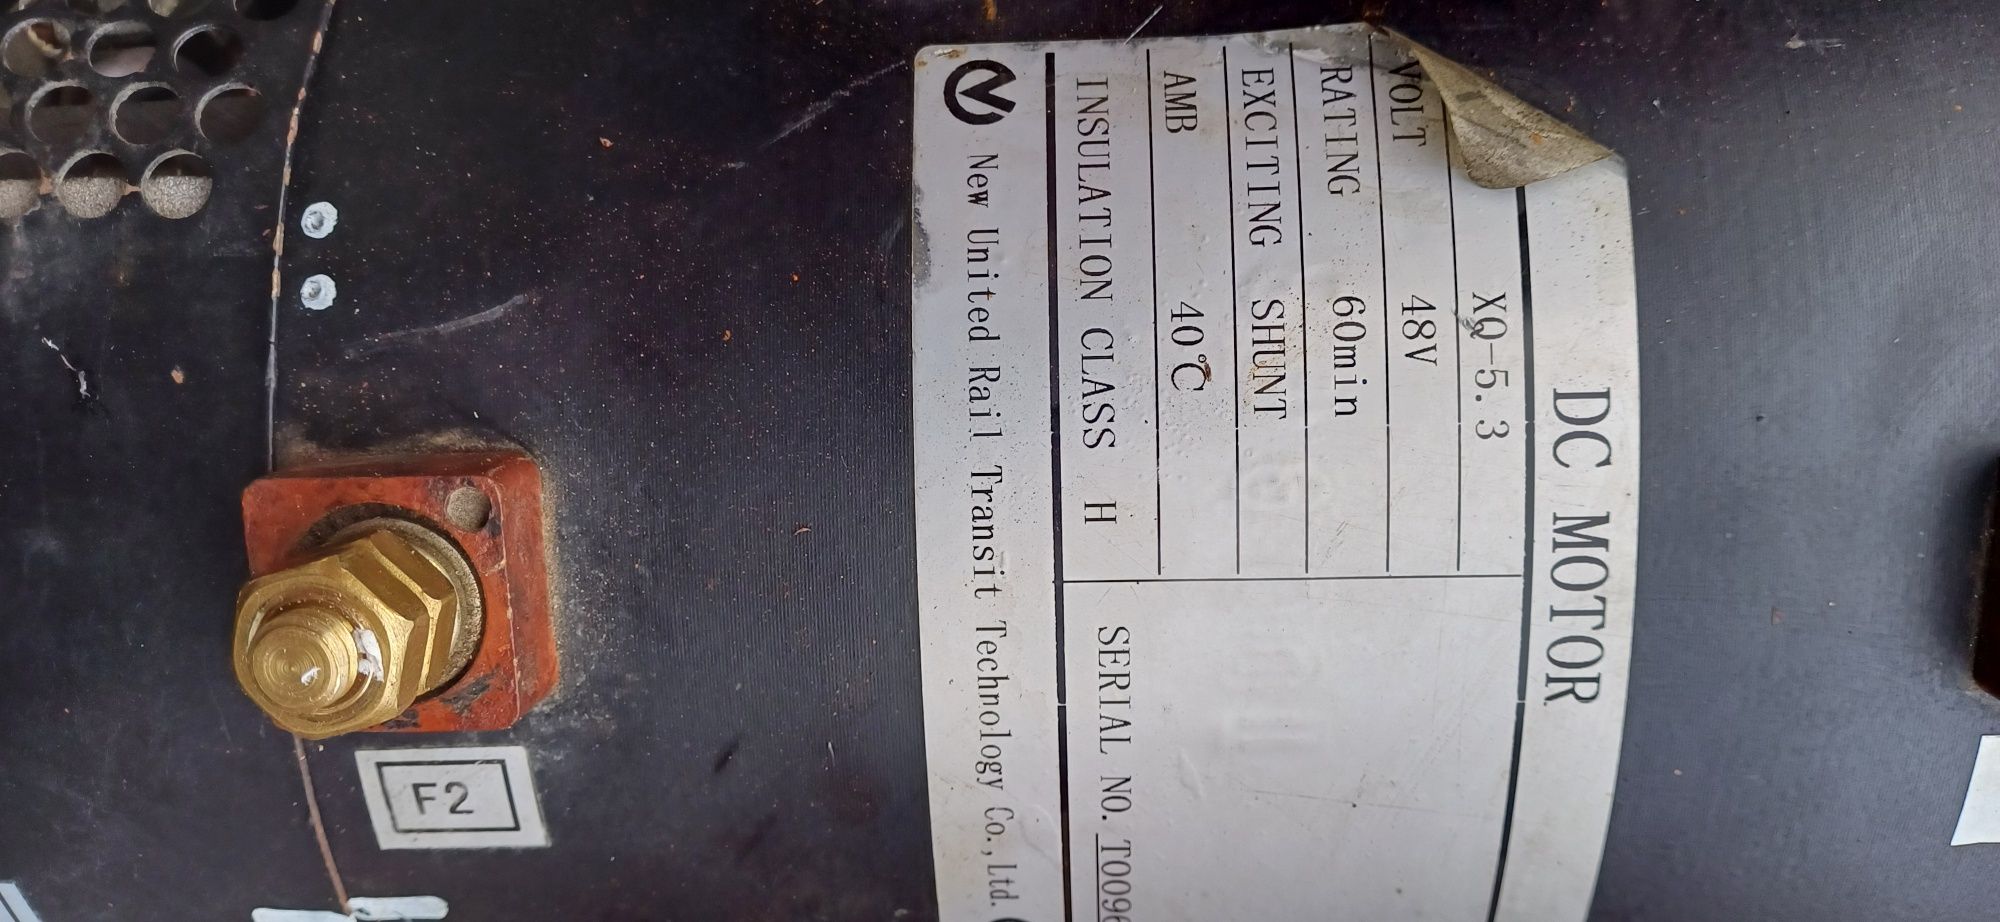 DC MOTOR
XQ-5.3
VOLT 48V
RATING 60min
EXCITING SHUNT
AMB 40℃
INSULATION CLASS H
SERIAL NO. T0096
New United Rail Transit Technology Co.,Ltd.
F2